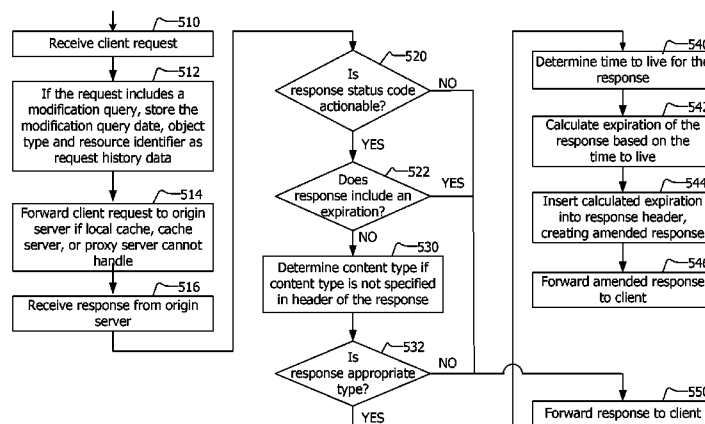 510
Receive client request
512
If the request includes a
modification query, store the
modification query date, object
type and resource identifier as
request history data
514
Forward client request to origin
server if local cache, cache
server, or proxy server cannot
handle
516
Receive response from origin
server
520
Is
response status code
actionable?
NO
YES
522
Does
response include an
expiration?
YES
NO
530
Determine content type if
content type is not specified
in header of the response
532
Is
response appropriate
type?
NO
YES
540
Determine time to live for the
response
542
Calculate expiration of the
response based on the
time to live
544
Insert calculated expiration
into response header,
creating amended response
546
Forward amended response
to client
550
Forward response to client